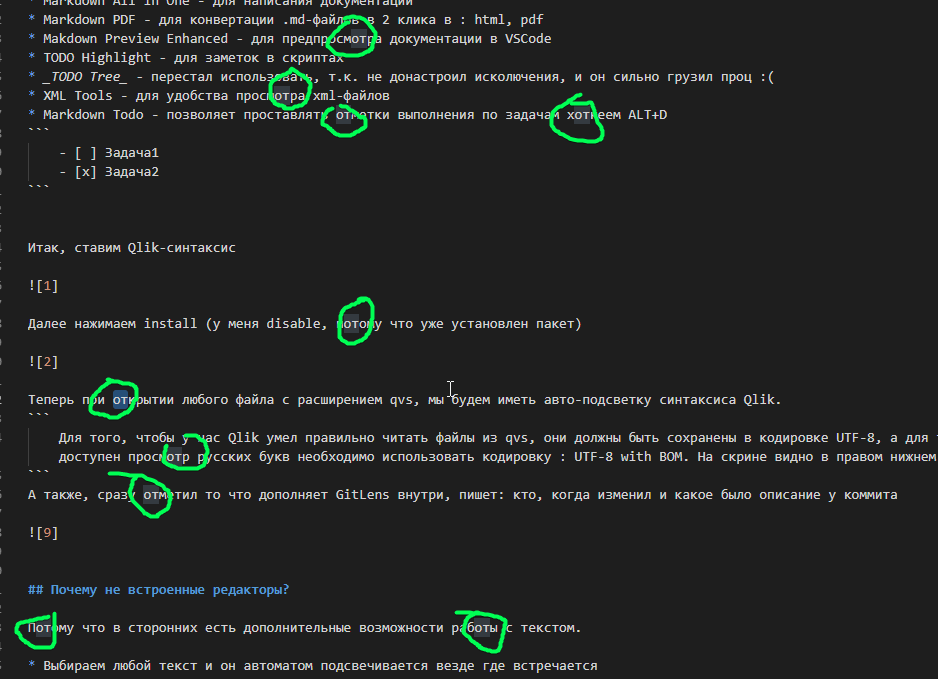 * Markdown All in One - для написания документации
* Markdown PDF - для конвертации .md-файлов в 2 клика в : html, pdf
* Makdown Preview Enhanced - для предпросмотра документации в VSCode
* TODO Highlight - для заметок в скриптах
* _TODO Tree_ - перестал использовать, т.к. не донастроил исколючения, и он сильно грузил проц :(
* XML Tools - для удобства просмотра xml-файлов
* Markdown Todo - позволяет проставлять отметки выполнения по задачам хоткеем ALT+D
```
- [ ] Задача1
- [x] Задача2
```
Итак, ставим Qlik-синтаксис
![1]
Далее нажимаем install (у меня disable, потому что уже установлен пакет)
![2]
Теперь при открытии любого файла с расширением qvs, мы будем иметь авто-подсветку синтаксиса Qlik.
```
Для того, чтобы у нас Qlik умел правильно читать файлы из qvs, они должны быть сохранены в кодировке UTF-8, а для
доступен просмотр русских букв необходимо использовать кодировку : UTF-8 with BOM. На скрине видно в правом нижнем
```
А также, сразу отметил то что дополняет GitLens внутри, пишет: кто, когда изменил и какое было описание у коммита
![9]
## Почему не встроенные редакторы?
Потому что в сторонних есть дополнительные возможности работы с текстом.
* Выбираем любой текст и он автоматом подсвечивается везде где встречается